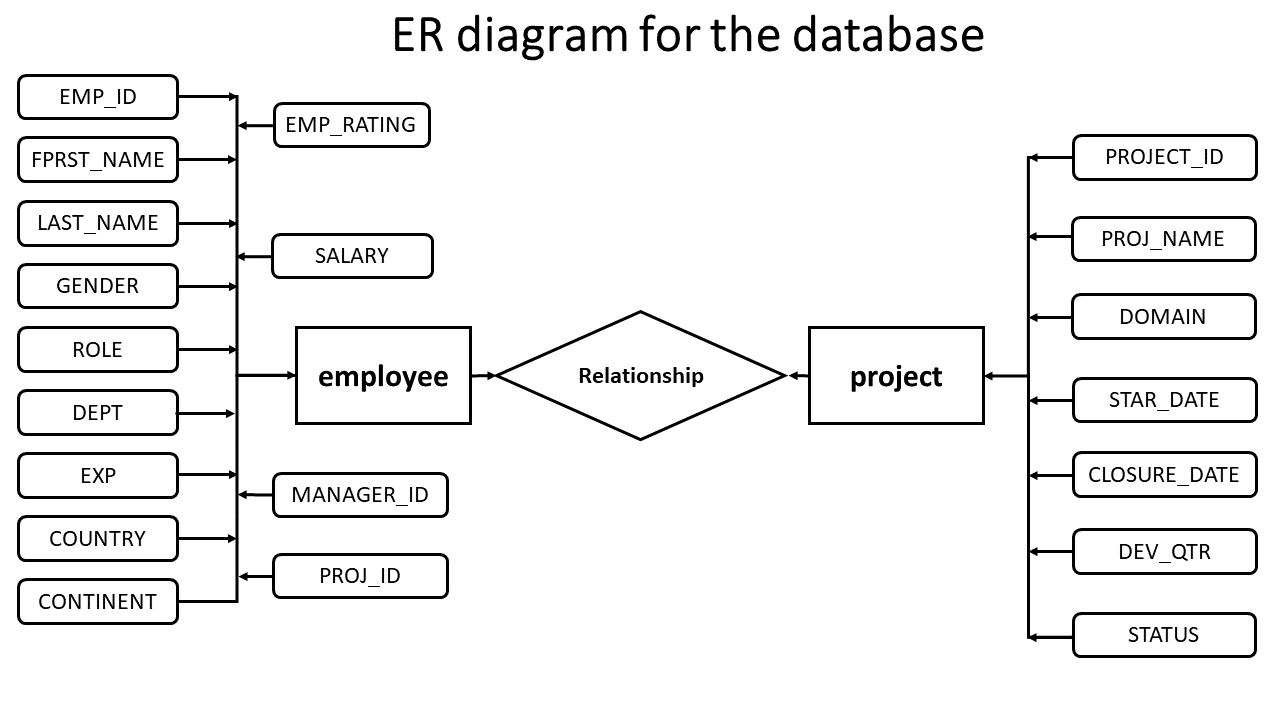 ER diagram for the database
EMP_ID
EMP_RATING
FPRST_NAME
LAST_NAME
SALARY
GENDER
ROLE
DEPT
EXP
MANAGER_ID
COUNTRY
PROJ_ID
CONTINENT
employee
Relationship
project
PROJECT_ID
PROJ_NAME
DOMAIN
STAR_DATE
CLOSURE_DATE
DEV_QTR
STATUS